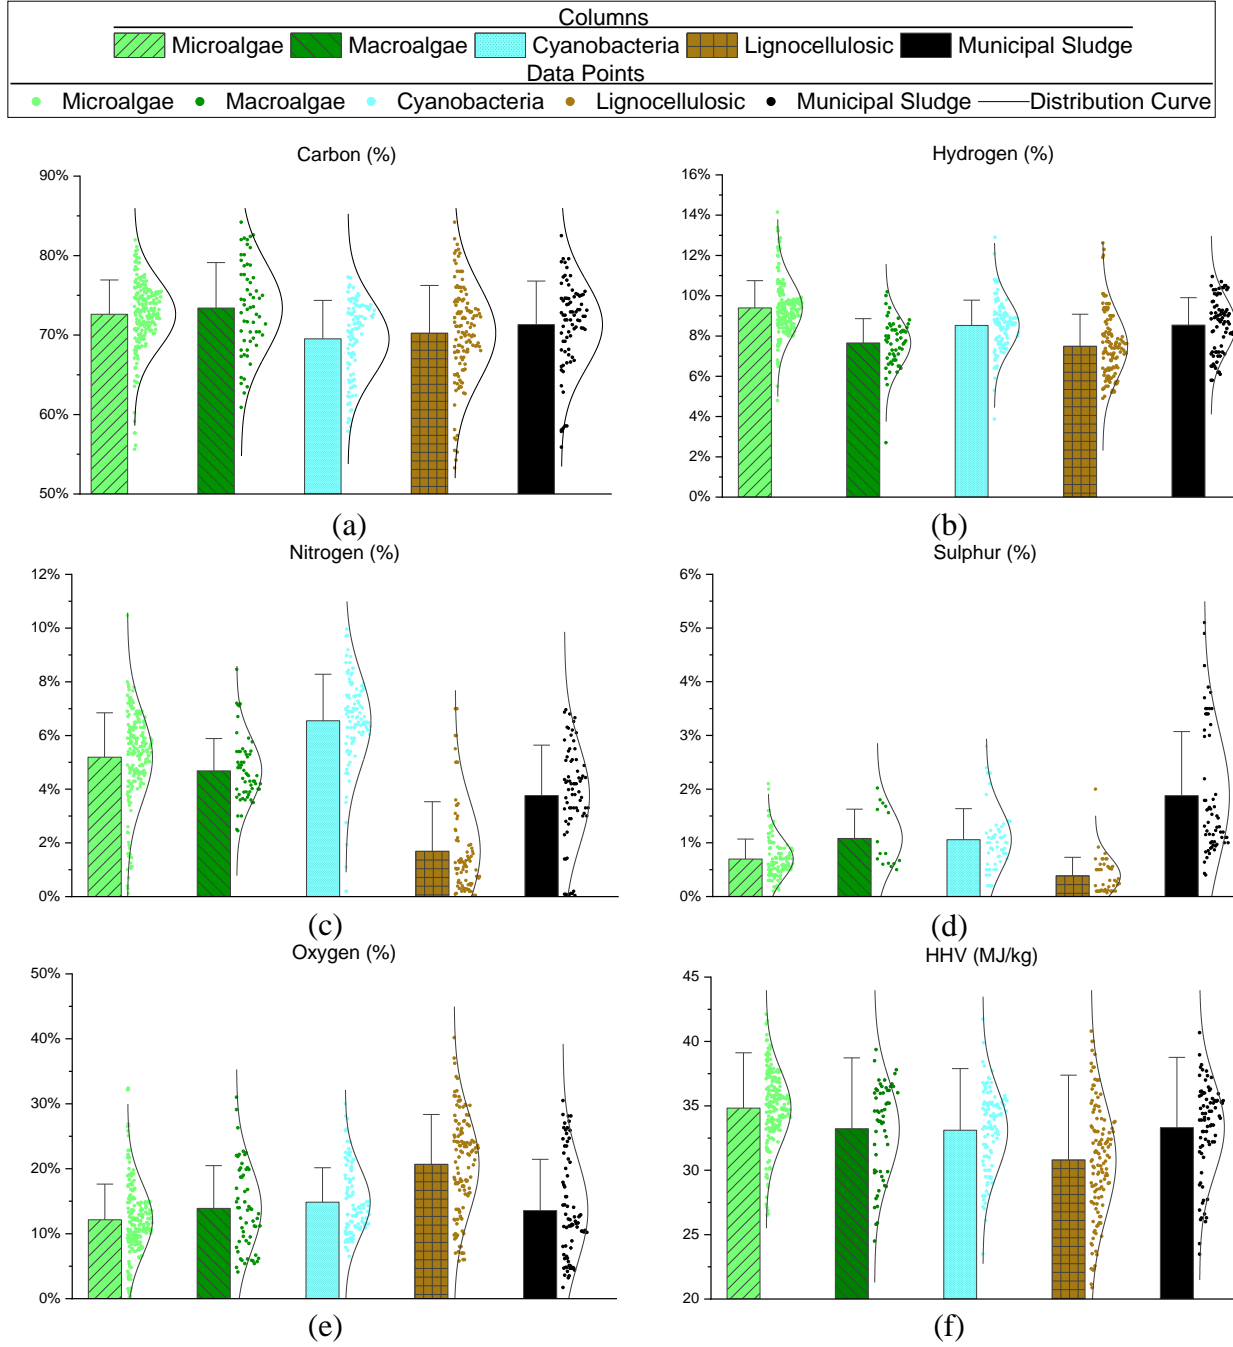 Columns
Microalgae Macroalgae Cyanobacteria Lignocellulosic Municipal Sludge
Data Points
Microalgae Macroalgae Cyanobacteria Lignocellulosic Municipal Sludge Distribution Curve
Carbon (%)
90%
80%
70%
60%
50%
(a)
Hydrogen (%)
16%
14%
12%
10%
8%
6%
4%
2%
0%
(b)
Nitrogen (%)
12%
10%
8%
6%
4%
2%
0%
(c)
Sulphur (%)
6%
5%
4%
3%
2%
1%
0%
(d)
Oxygen (%)
50%
40%
30%
20%
10%
0%
(e)
HHV (MJ/kg)
45
40
35
30
25
20
(f)